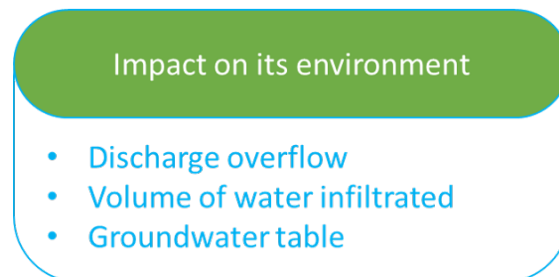 Impact on its environment
• Discharge overflow
• Volume of water infiltrated
• Groundwater table